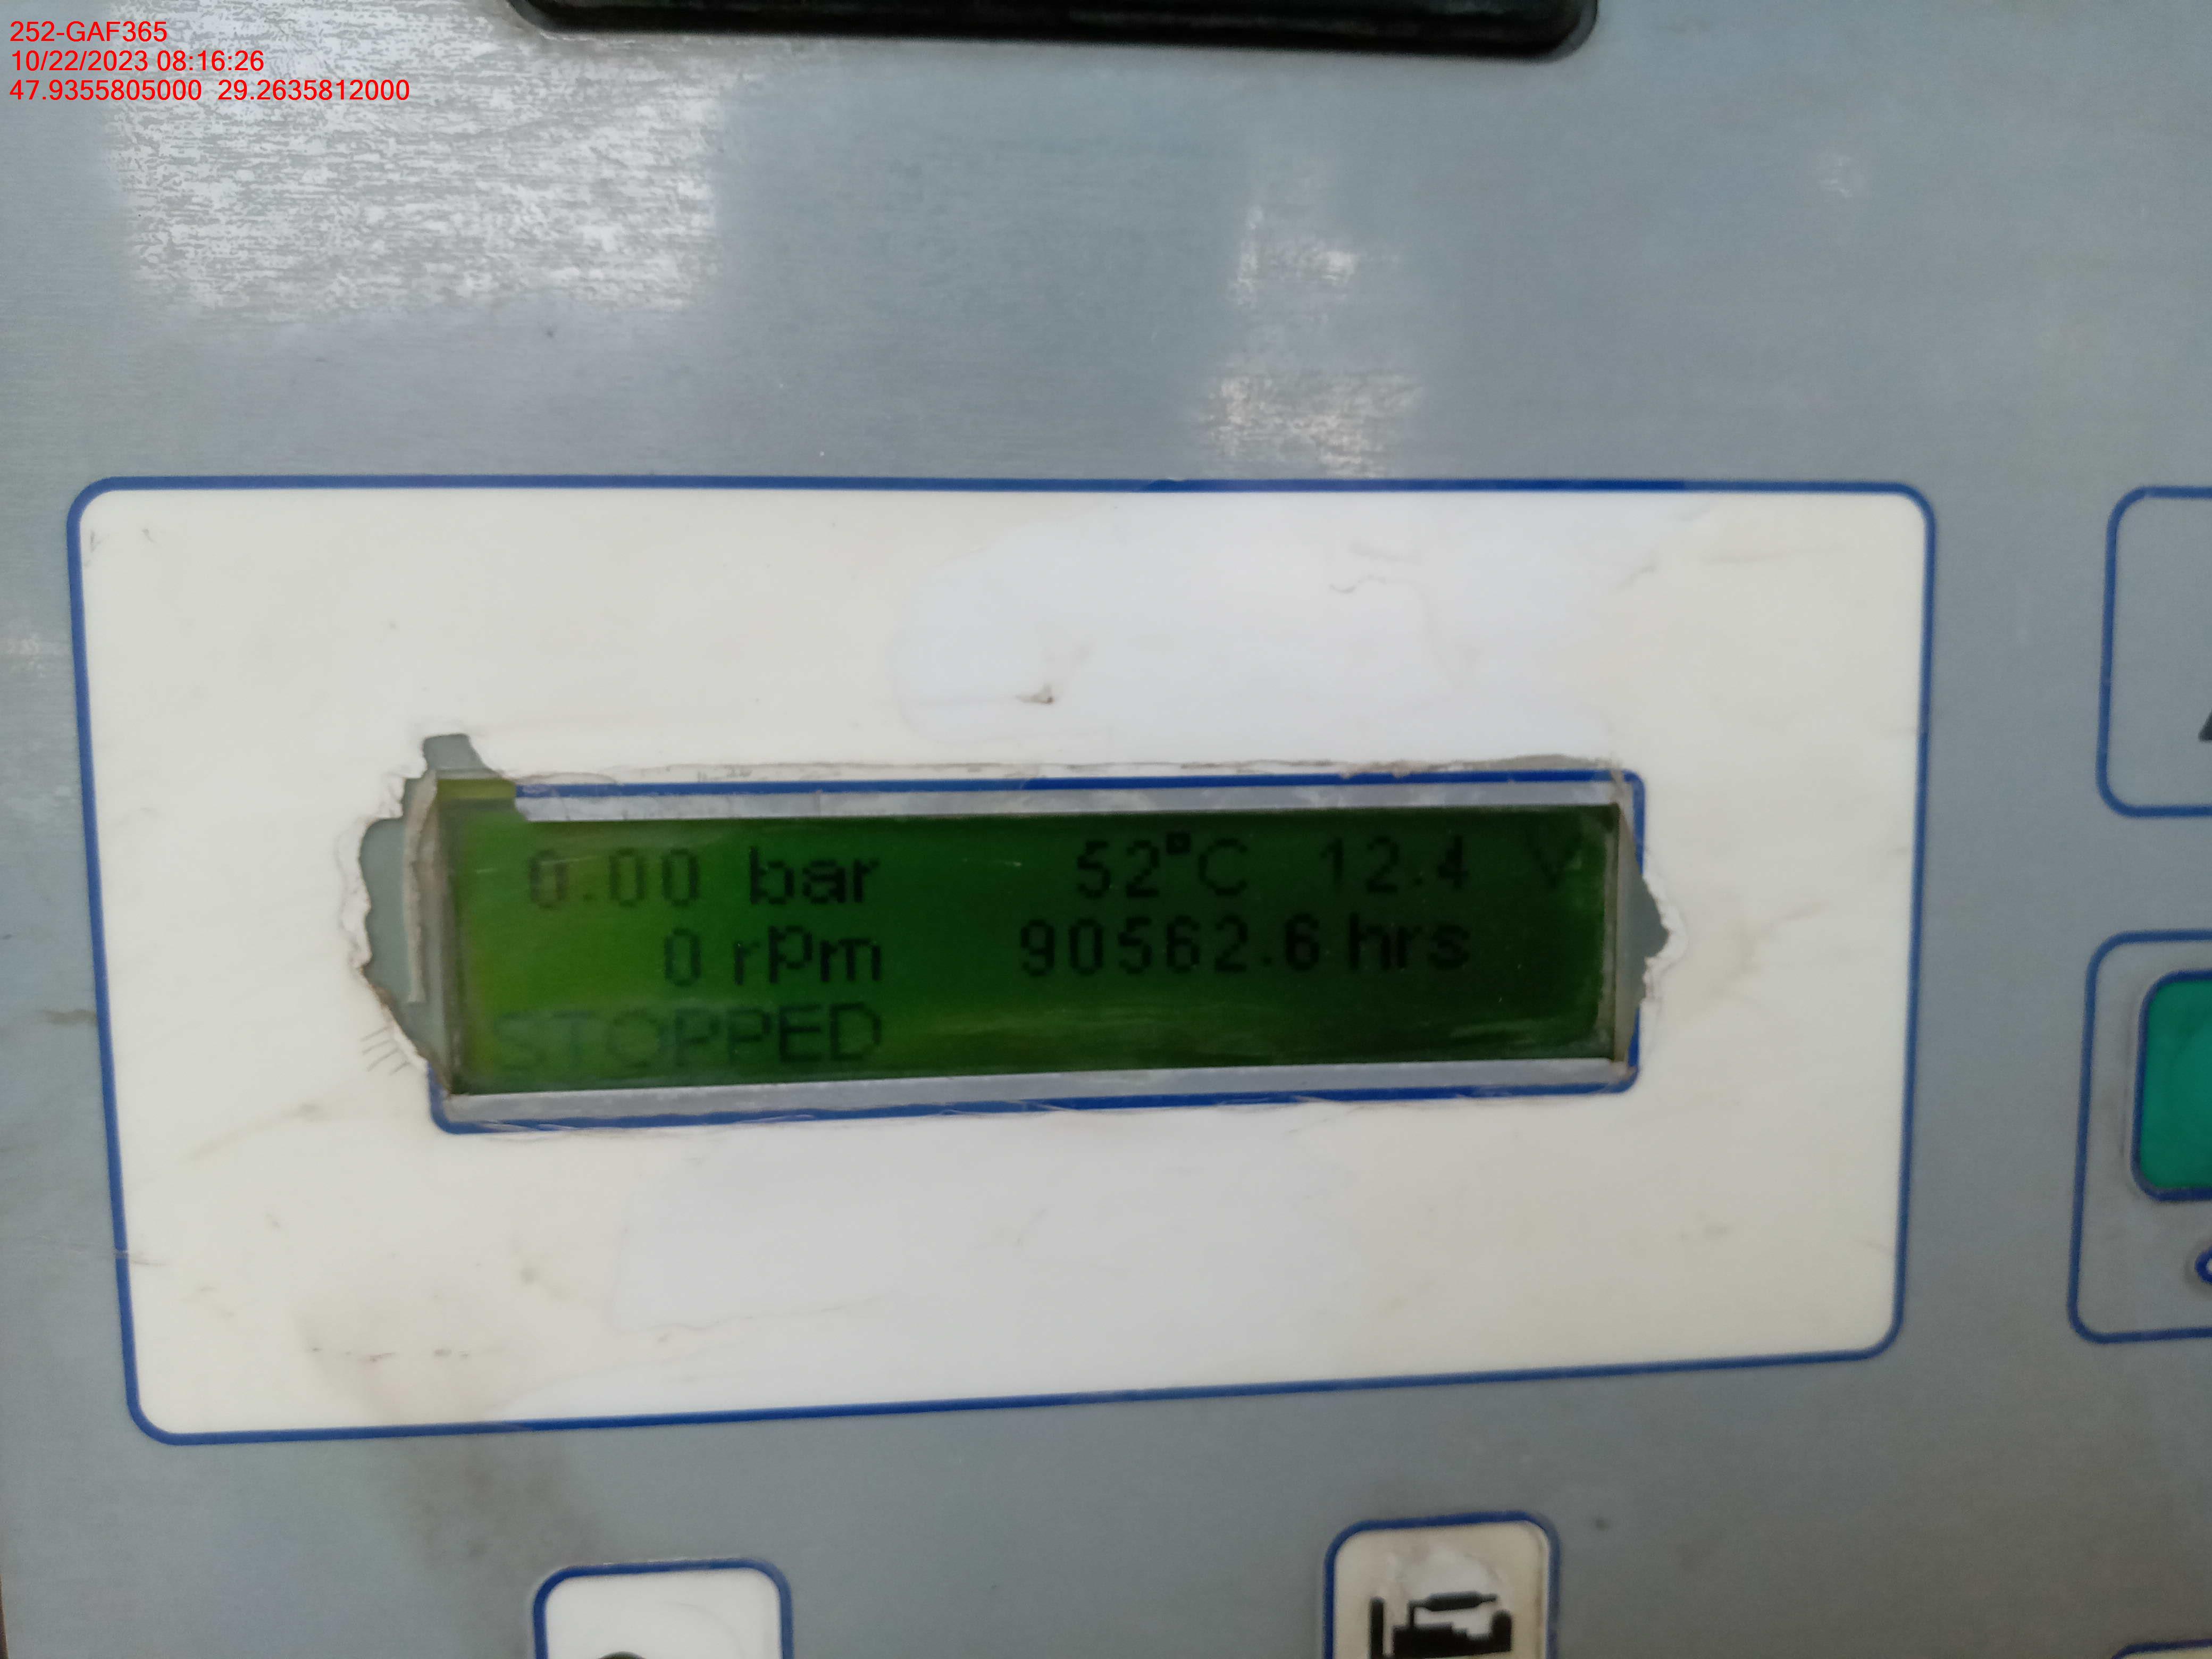 252-GAF365
10/22/2023 08:16:26
47.9355805000 29.2635812000
0.00 bar 52°C 12.4 V
0 rpm 90562.6 hrs
STOPPED